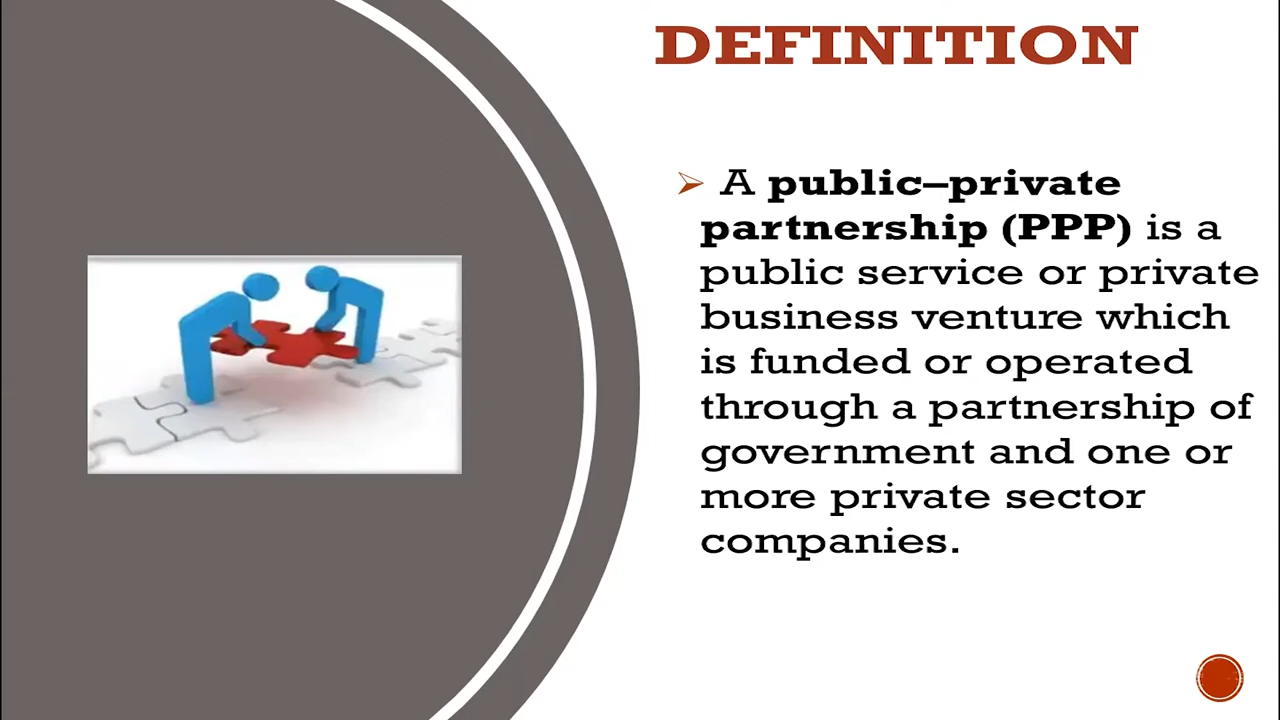 DEFINITION
➢ A public–private
partnership (PPP) is a
public service or private
business venture which
is funded or operated
through a partnership of
government and one or
more private sector
companies.